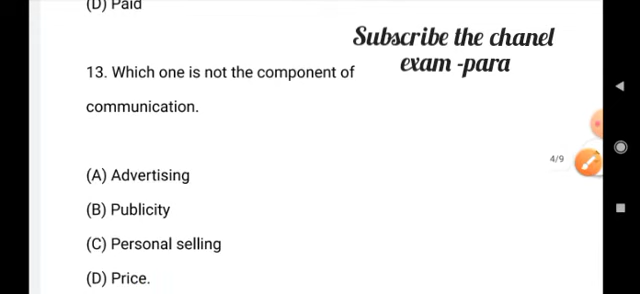 (D) Paid
Subscribe the chanel
exam -para
13. Which one is not the component of
communication.
4/9
(A) Advertising
(B) Publicity
(C) Personal selling
(D) Price.